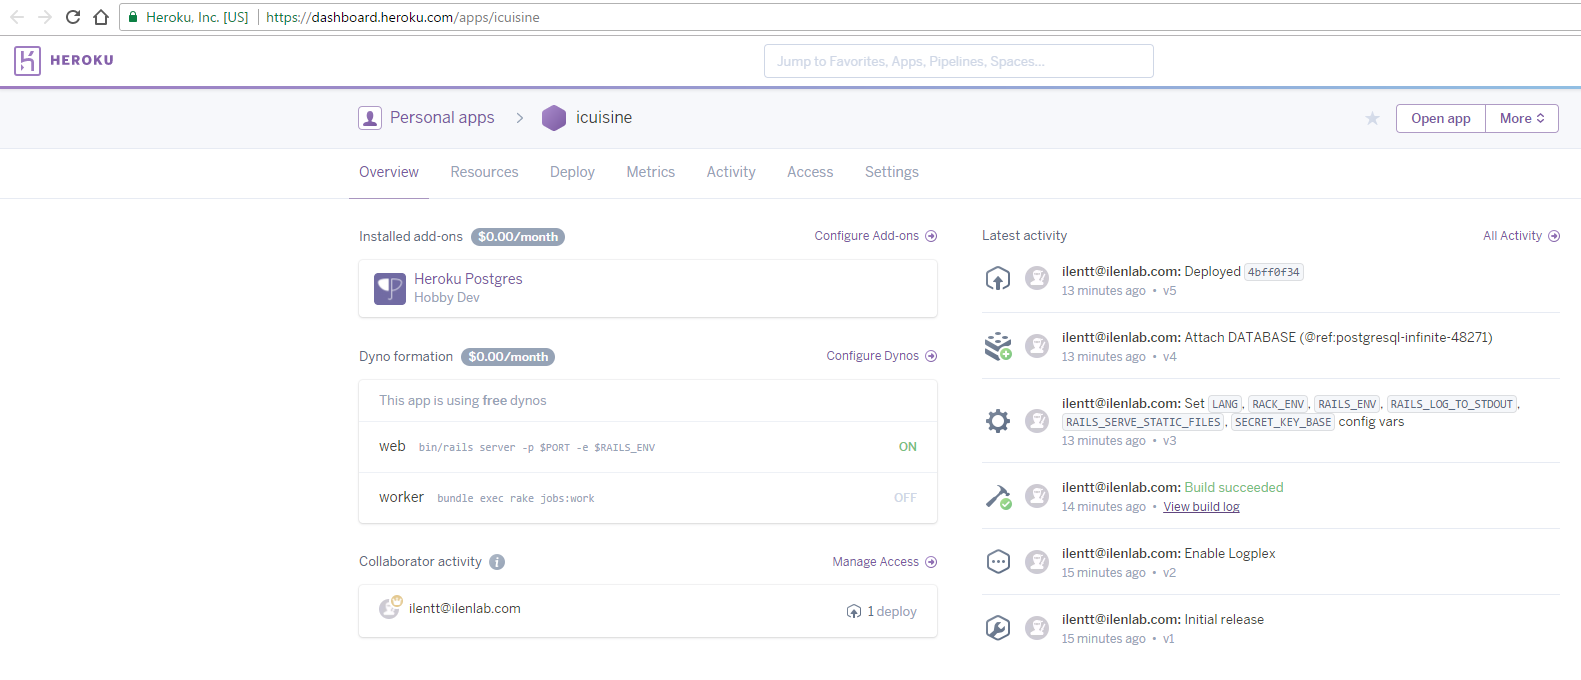 Heroku, Inc. [US] https://dashboard.heroku.com/apps/icuisine
HEROKU
Jump to Favorites, Apps, Pipelines, Spaces...
Personal apps > icuisine
Open app More
Overview Resources Deploy Metrics Activity Access Settings
Installed add-ons $0.00/month Configure Add-ons
Heroku Postgres
Hobby Dev
Dyno formation $0.00/month Configure Dynos
This app is using free dynos
web bin/rails server -p $PORT -e $RAILS_ENV ON
worker bundle exec rake jobs:work OFF
Collaborator activity i Manage Access
ilentt@ilenlab.com 1 deploy
Latest activity All Activity
ilentt@ilenlab.com: Deployed 4bff0f34
13 minutes ago • v5
ilentt@ilenlab.com: Attach DATABASE (@ref:postgresql-infinite-48271)
13 minutes ago • v4
ilentt@ilenlab.com: Set LANG, RACK_ENV, RAILS_ENV, RAILS_LOG_TO_STDOUT,
RAILS_SERVE_STATIC_FILES, SECRET_KEY_BASE config vars
13 minutes ago • v3
ilentt@ilenlab.com: Build succeeded
14 minutes ago • View build log
ilentt@ilenlab.com: Enable Logplex
15 minutes ago • v2
ilentt@ilenlab.com: Initial release
15 minutes ago • v1